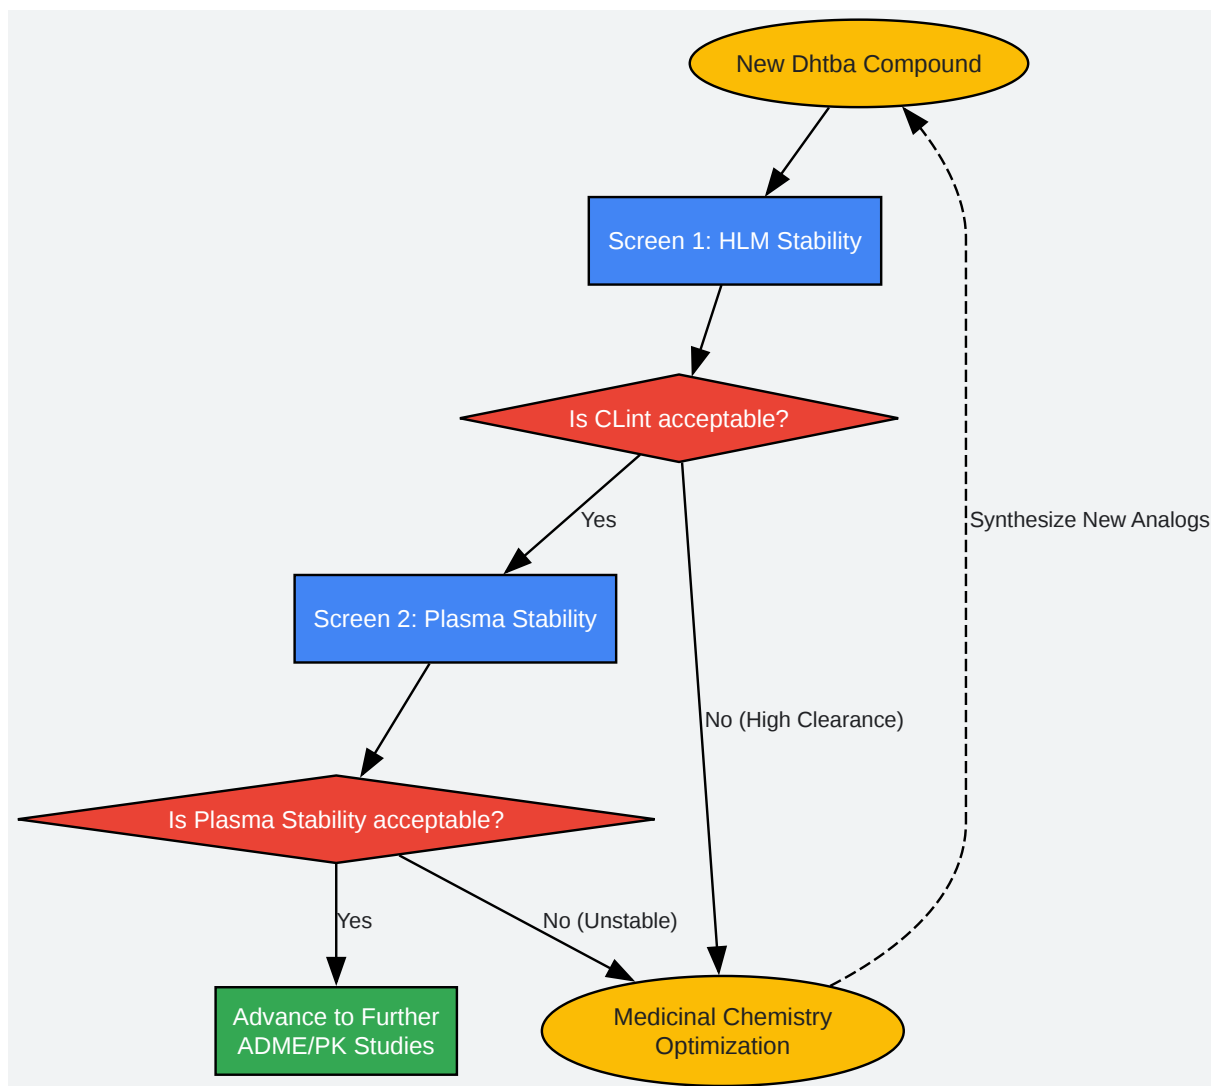 New Dhtba Compound
Screen 1: HLM Stability
Is CLint acceptable?
Yes
Synthesize New Analogs
Screen 2: Plasma Stability
No (High Clearance)
Is Plasma Stability acceptable?
Yes
No (Unstable)
Advance to Further
ADME/PK Studies
Medicinal Chemistry
Optimization